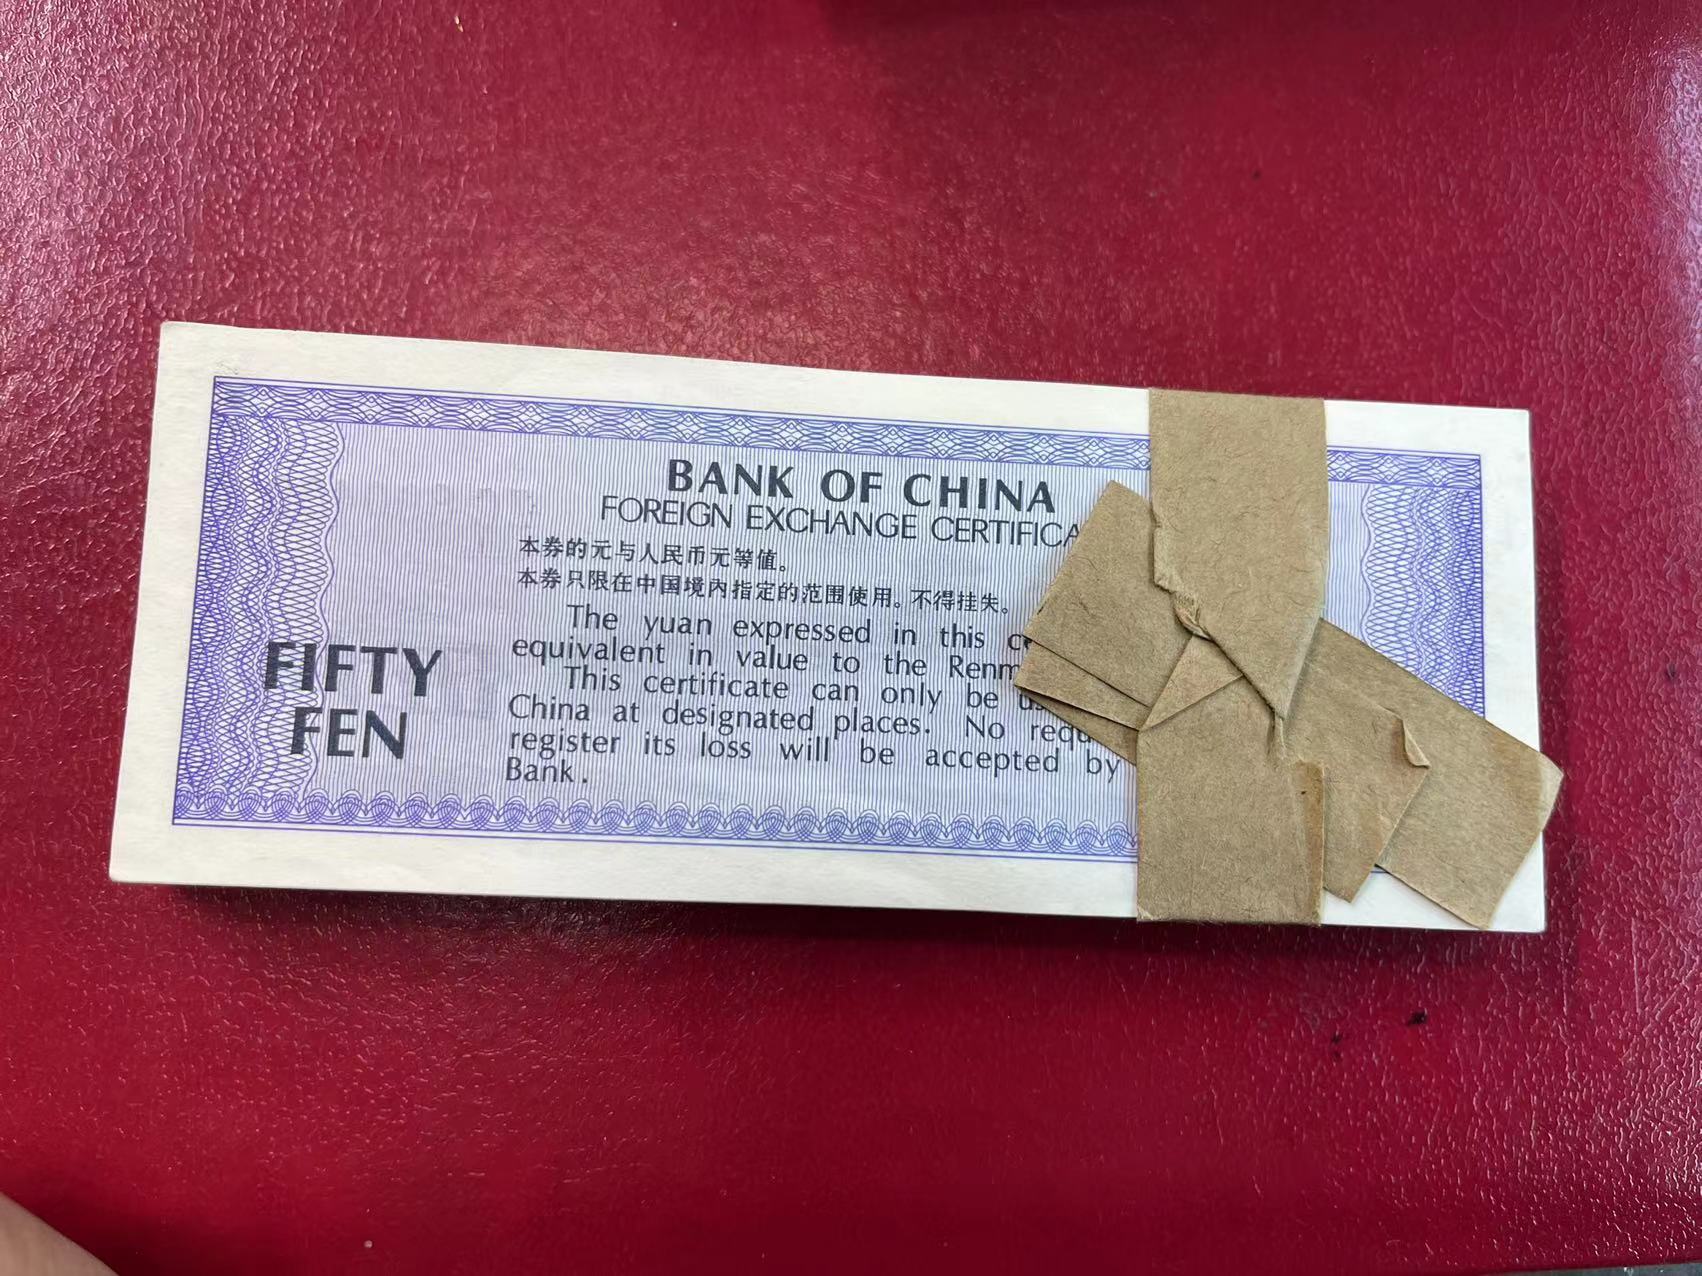 BANK OF CHINA
FOREIGN EXCHANGE
本券的元与人民币元等值。
本券只限在中国境内指定的范围使用。不得挂失。
The yuan expressed in this
equivalent in value to the
This certificate can only be
China at designated places. No
register its loss will be accepted by
Bank.
FIFTY
FEN